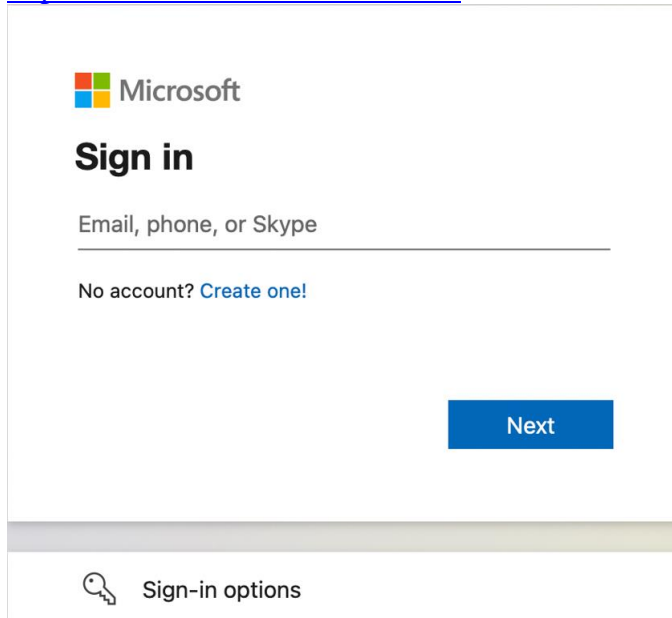 Microsoft
Sign in
Email, phone, or Skype
No account? Create one!
Next
Sign-in options